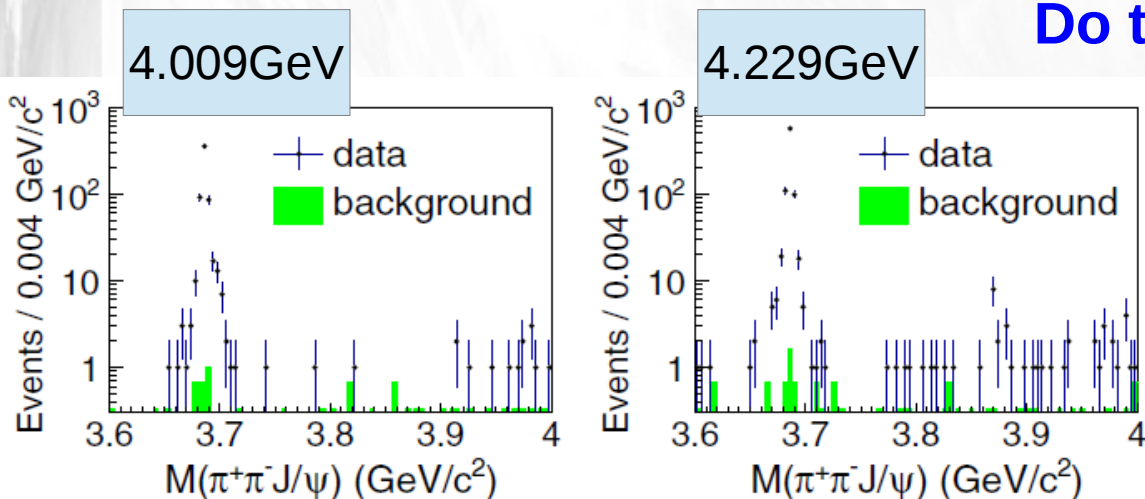 Do t
4.009GeV
4.229GeV
Events / 0.004 GeV/c²
10³
10²
10
1
data
background
3.6 3.7 3.8 3.9 4
M(π⁺π⁻J/ψ) (GeV/c²)
Events / 0.004 GeV/c²
10³
10²
10
1
data
background
3.6 3.7 3.8 3.9 4
M(π⁺π⁻J/ψ) (GeV/c²)